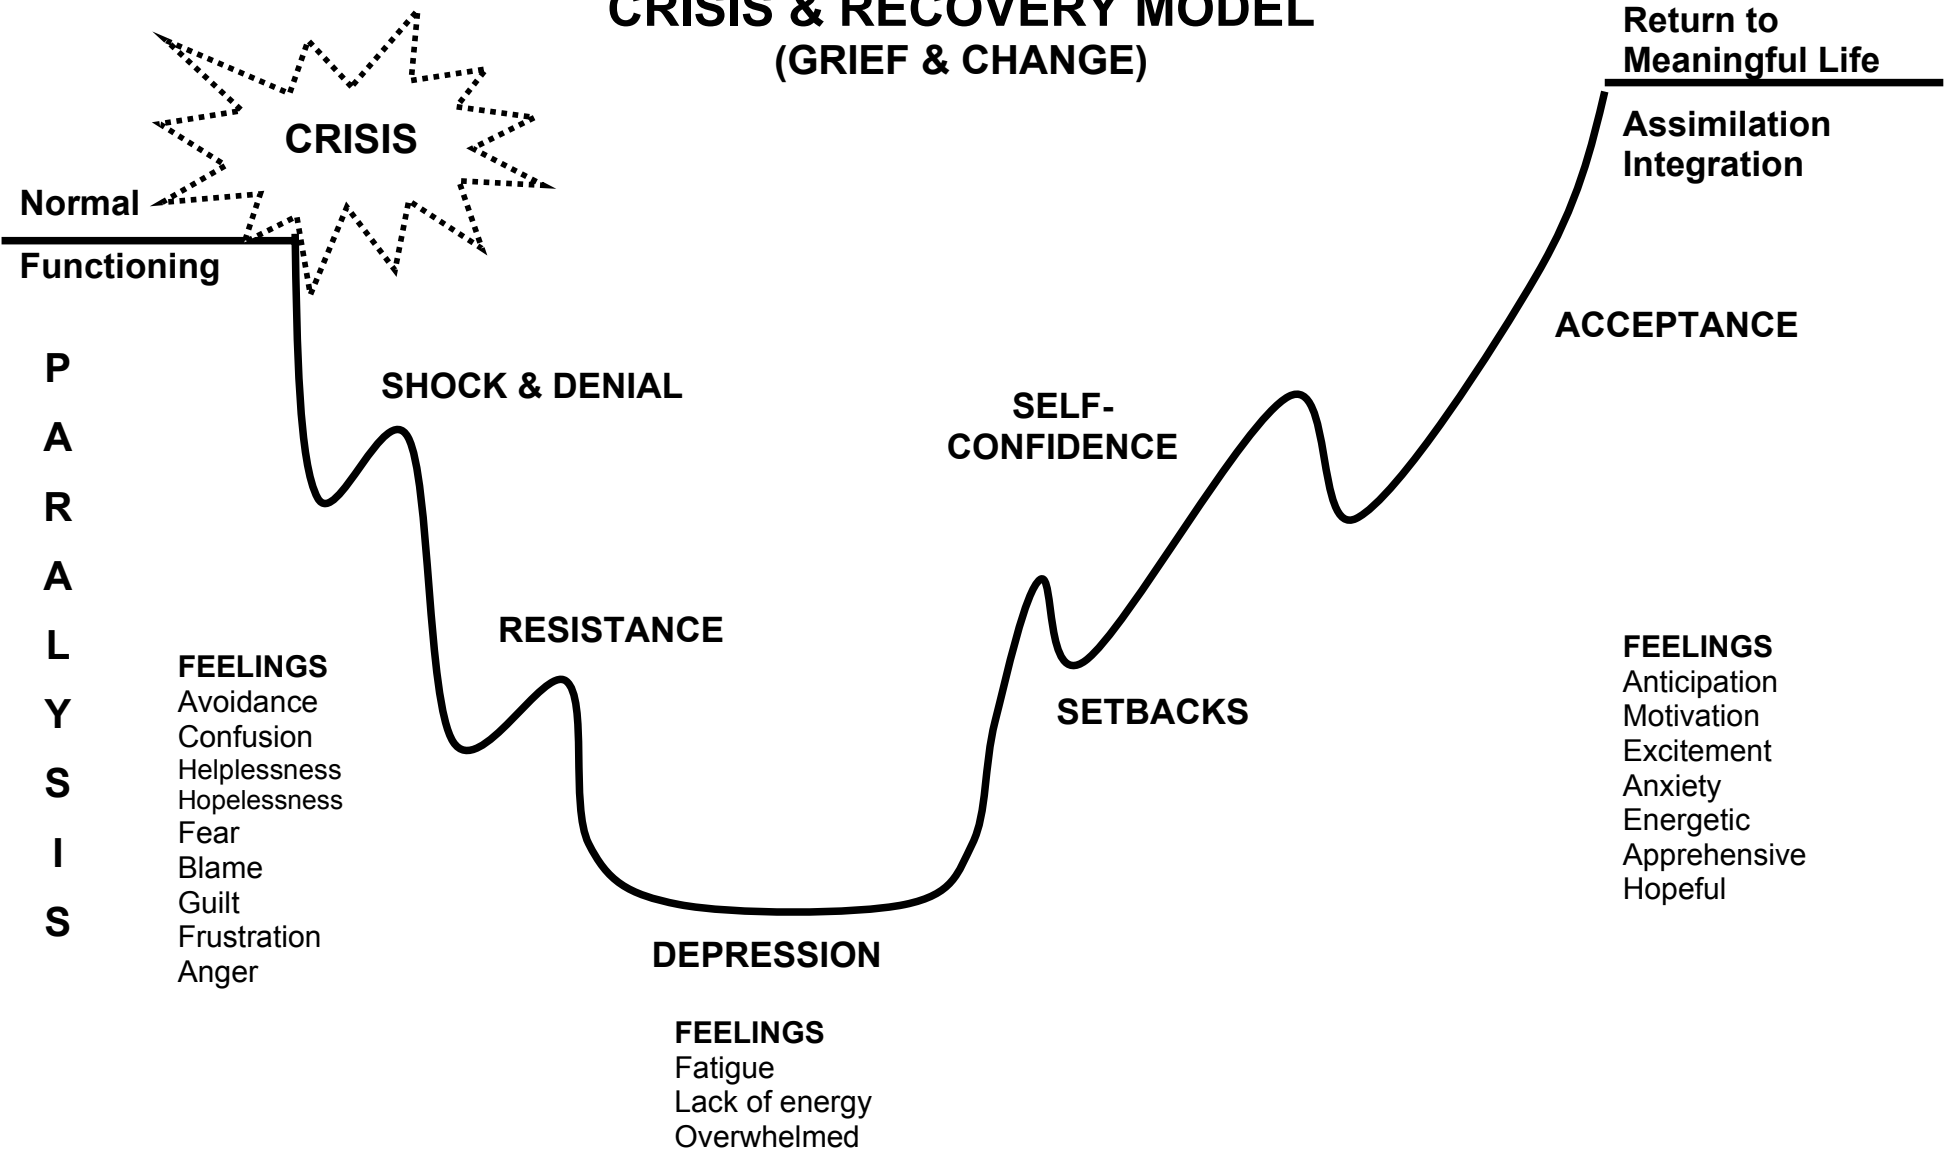 CRISIS & RECOVERY MODEL
(GRIEF & CHANGE)
Return to
Meaningful Life
Assimilation
Integration
CRISIS
Normal
Functioning
P
A
R
A
L
Y
S
I
S
SHOCK & DENIAL
RESISTANCE
FEELINGS
Avoidance
Confusion
Helplessness
Hopelessness
Fear
Blame
Guilt
Frustration
Anger
DEPRESSION
FEELINGS
Fatigue
Lack of energy
Overwhelmed
SELF-
CONFIDENCE
SETBACKS
ACCEPTANCE
FEELINGS
Anticipation
Motivation
Excitement
Anxiety
Energetic
Apprehensive
Hopeful